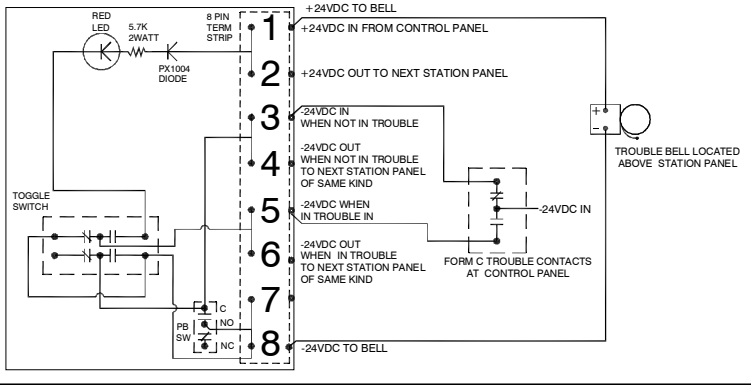 +24VDC TO BELL
RED
LED
5.7K
2WATT
PX1004
DIODE
8 PIN
TERM
STRIP
1
+24VDC IN FROM CONTROL PANEL
2
+24VDC OUT TO NEXT STATION PANEL
3
-24VDC IN
WHEN NOT IN TROUBLE
4
-24VDC OUT
WHEN NOT IN TROUBLE
TO NEXT STATION PANEL
OF SAME KIND
5
-24VDC WHEN
IN TROUBLE IN
6
-24VDC OUT
WHEN IN TROUBLE
TO NEXT STATION PANEL
OF SAME KIND
7
8
-24VDC TO BELL
+
-
TROUBLE BELL LOCATED
ABOVE STATION PANEL
-24VDC IN
FORM C TROUBLE CONTACTS
AT CONTROL PANEL
TOGGLE
SWITCH
PB
SW
C
NO
NC